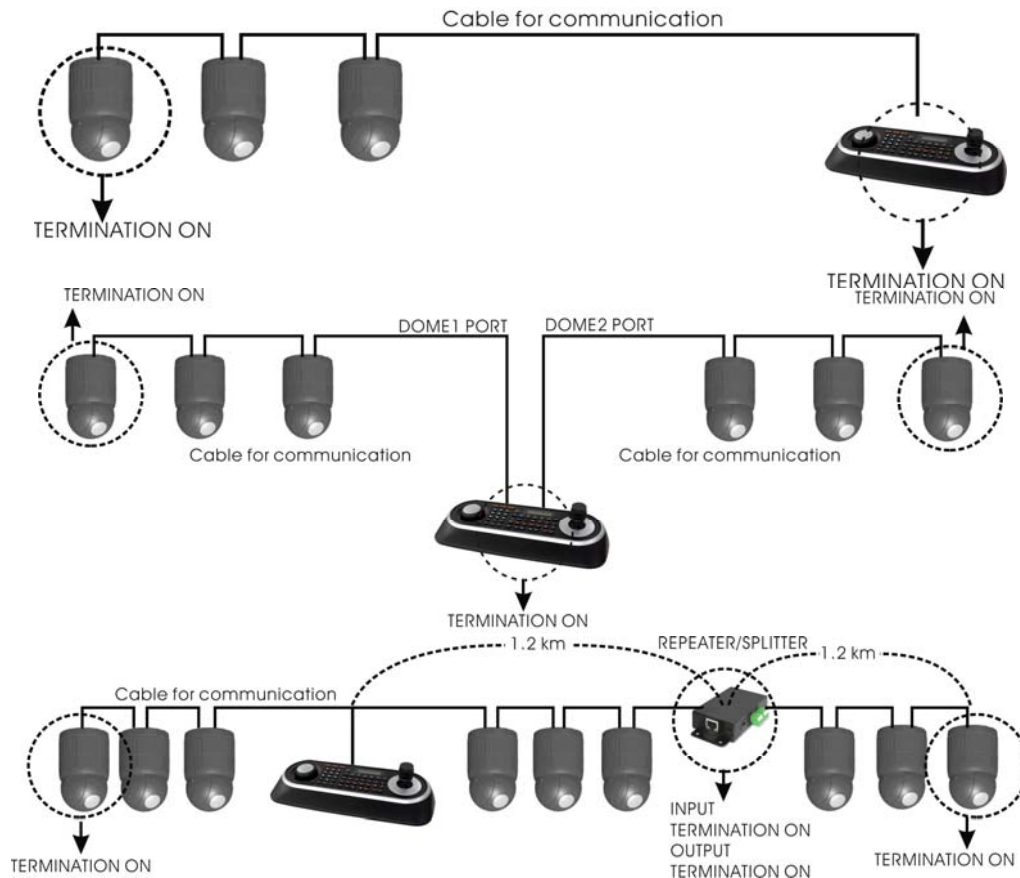 Cable for communication
TERMINATION ON
TERMINATION ON
TERMINATION ON
TERMINATION ON
DOME1 PORT
DOME2 PORT
Cable for communication
Cable for communication
TERMINATION ON
1.2 km
REPEATER/SPLITTER
1.2 km
Cable for communication
INPUT
TERMINATION ON
OUTPUT
TERMINATION ON
TERMINATION ON
TERMINATION ON